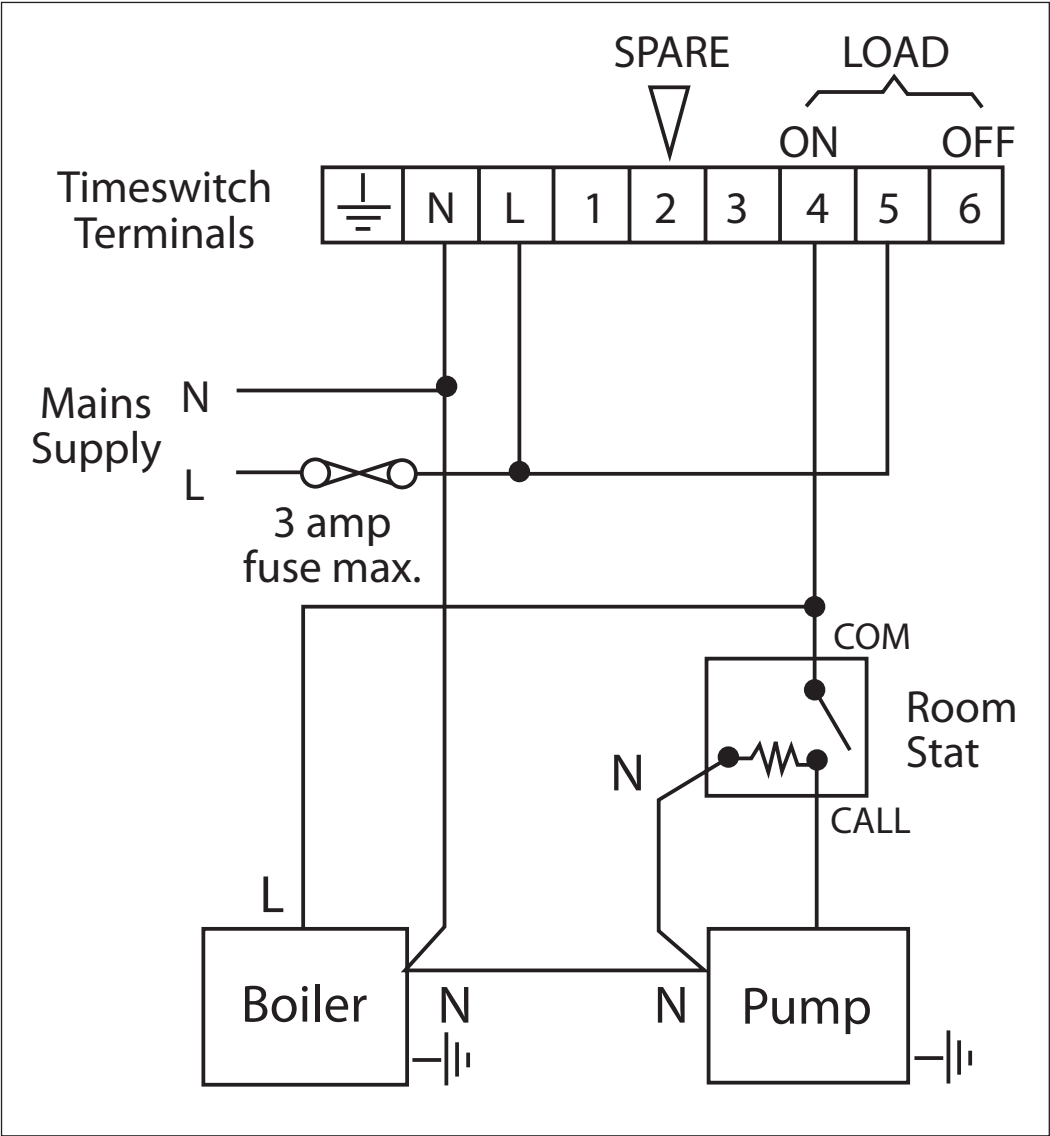 SPARE
LOAD
ON
OFF
Timeswitch
Terminals
N L 1 2 3 4 5 6
Mains
Supply
N
L
3 amp
fuse max.
COM
Room
Stat
N
CALL
L
Boiler
N
N
Pump